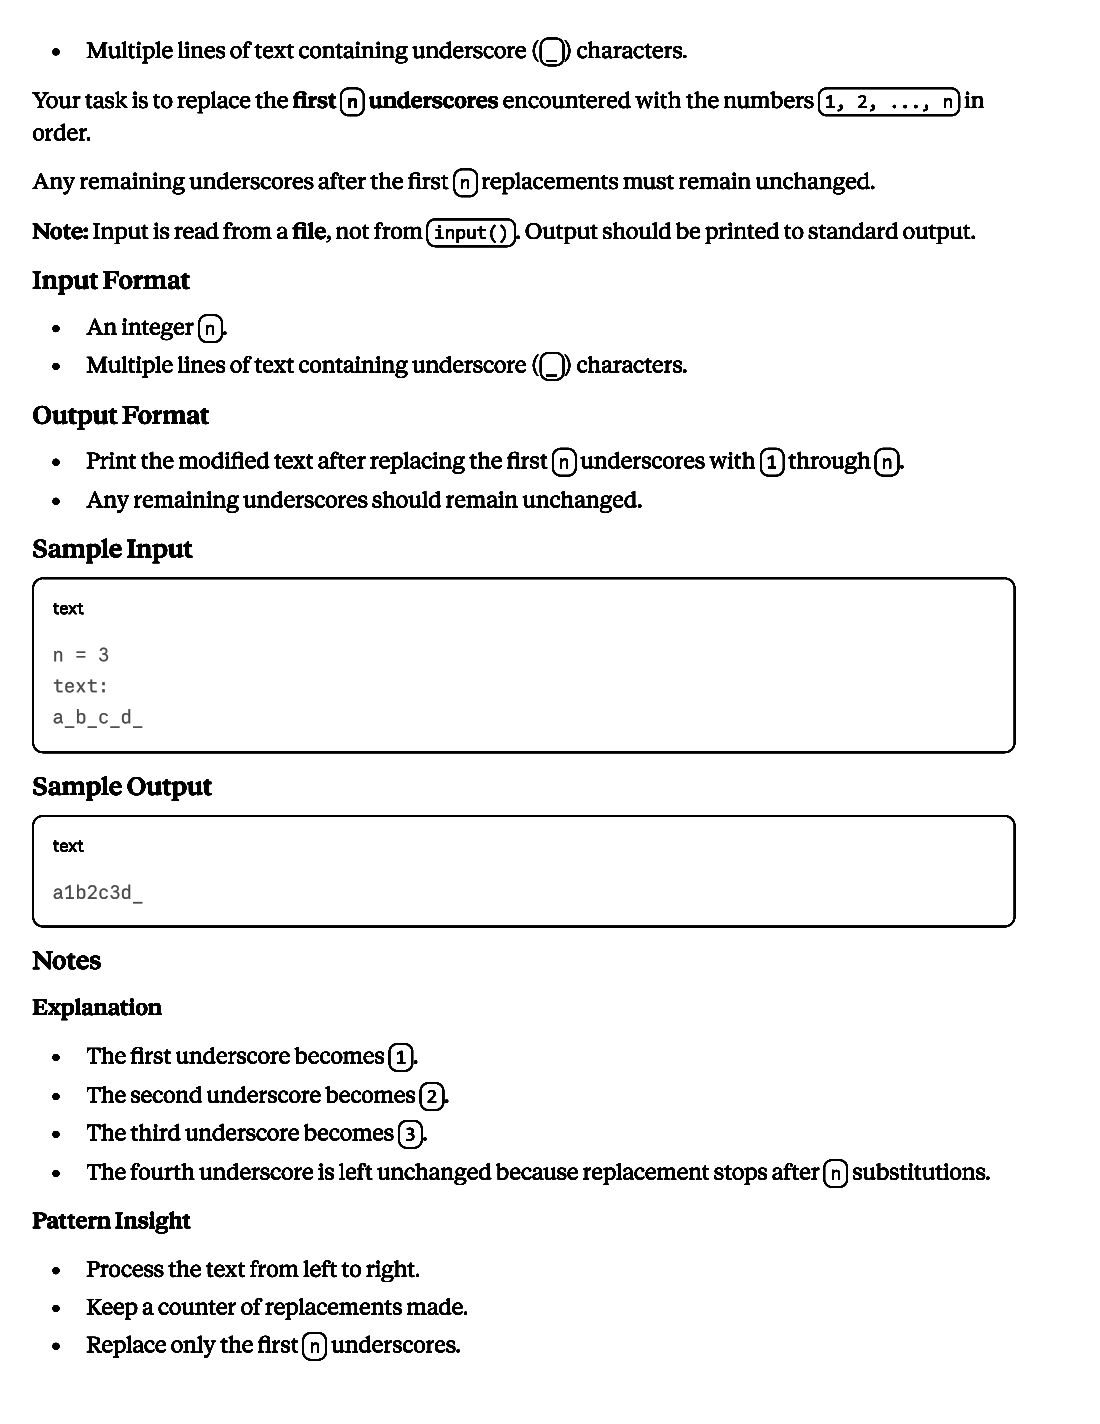 • Multiple lines of text containing underscore (_) characters.
Your task is to replace the first n underscores encountered with the numbers 1, 2, ..., n in
order.
Any remaining underscores after the first n replacements must remain unchanged.
Note: Input is read from a file, not from input(). Output should be printed to standard output.
Input Format
• An integer n.
• Multiple lines of text containing underscore (_) characters.
Output Format
• Print the modified text after replacing the first n underscores with 1 through n.
• Any remaining underscores should remain unchanged.
Sample Input
text
n = 3
text:
a_b_c_d_
Sample Output
text
a1b2c3d_
Notes
Explanation
• The first underscore becomes 1.
• The second underscore becomes 2.
• The third underscore becomes 3.
• The fourth underscore is left unchanged because replacement stops after n substitutions.
Pattern Insight
• Process the text from left to right.
• Keep a counter of replacements made.
• Replace only the first n underscores.